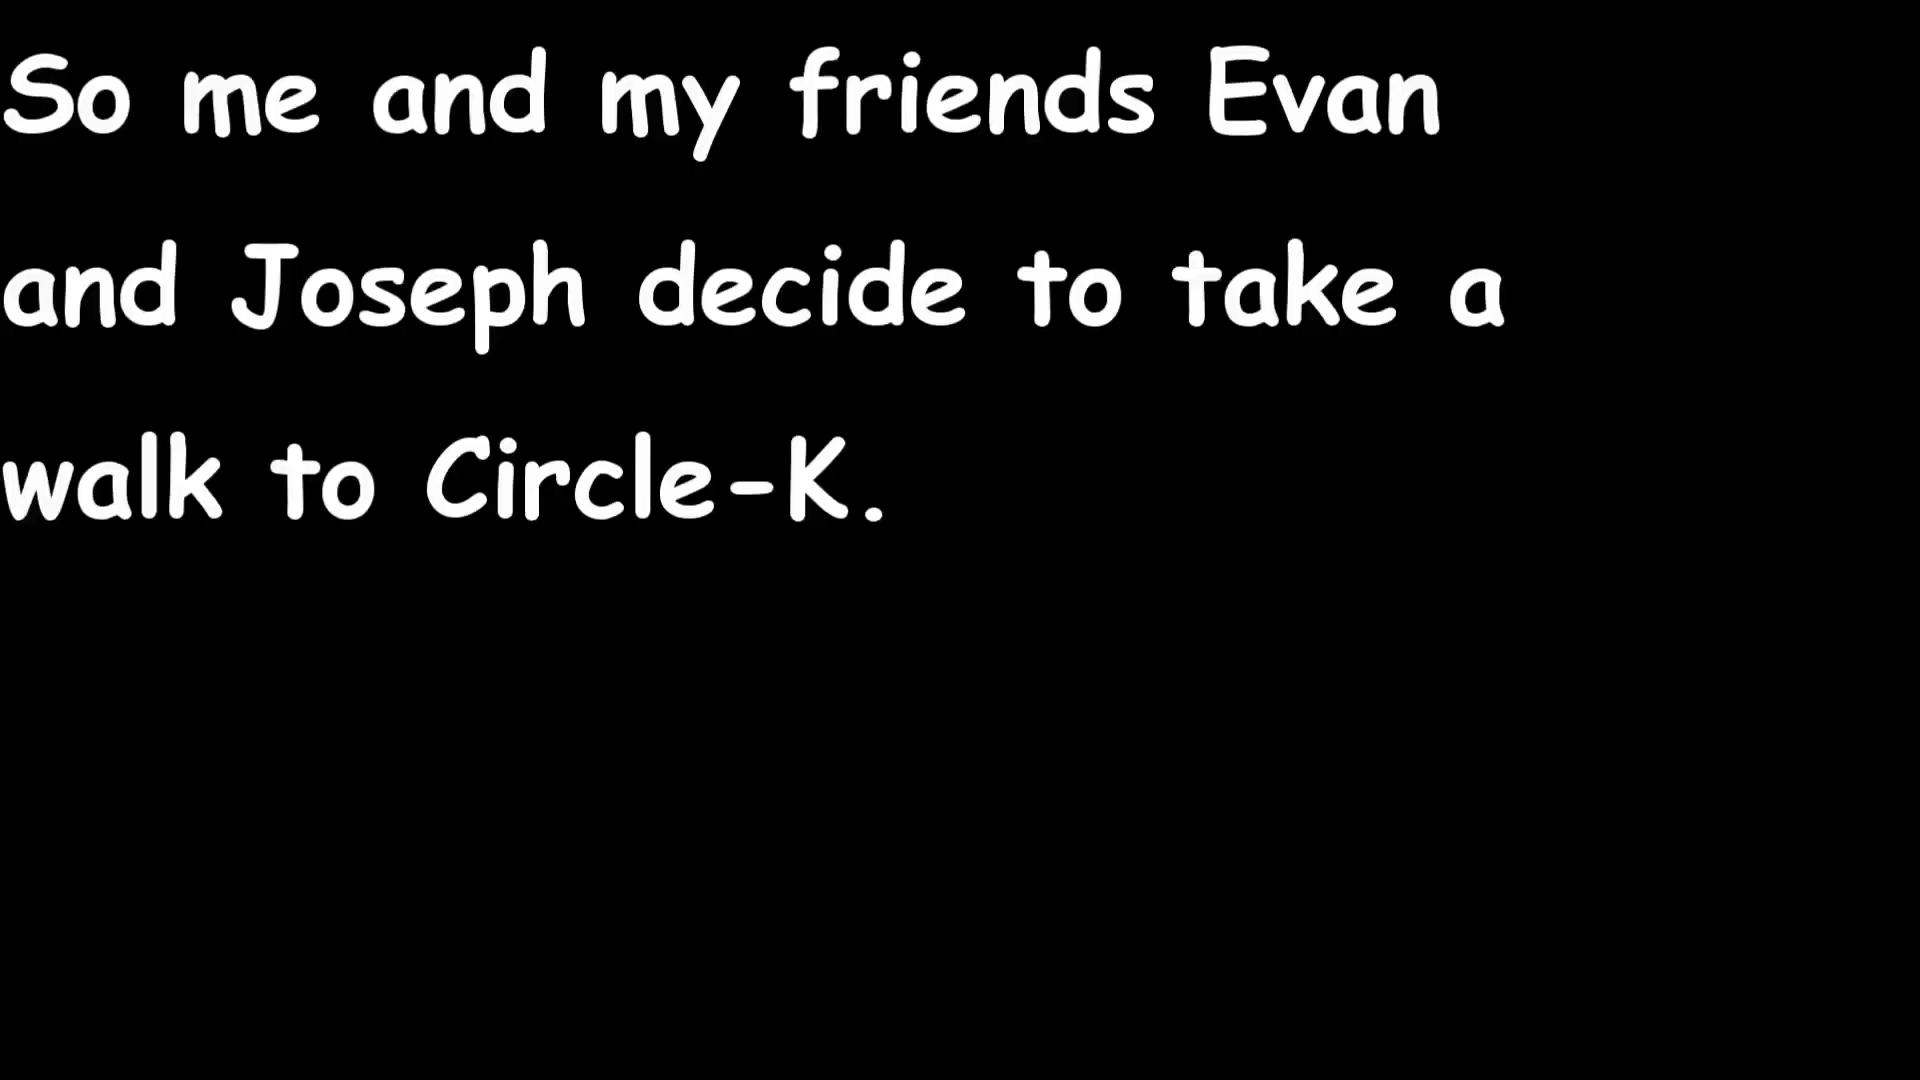 So me and my friends Evan
and Joseph decide to take a
walk to Circle-K.